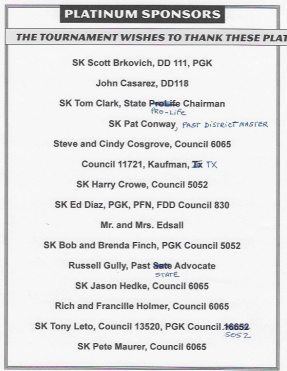 PLATINUM SPONSORS
THE TOURNAMENT WISHES TO THANK THESE PLAT
SK Scott Brkovich, DD 111, PGK
John Casarez, DD118
SK Tom Clark, State ProLife Chairman
PRO-LIFE
SK Pat Conway, PAST DISTRICT MASTER
Steve and Cindy Cosgrove, Council 6065
Council 11721, Kaufman, Tx TX
SK Harry Crowe, Council 5052
SK Ed Diaz, PGK, PFN, FDD Council 830
Mr. and Mrs. Edsall
SK Bob and Brenda Finch, PGK Council 5052
Russell Gully, Past Sate Advocate
STATE
SK Jason Hedke, Council 6065
Rich and Francille Holmer, Council 6065
SK Tony Leto, Council 13520, PGK Council 16652
5052
SK Pete Maurer, Council 6065